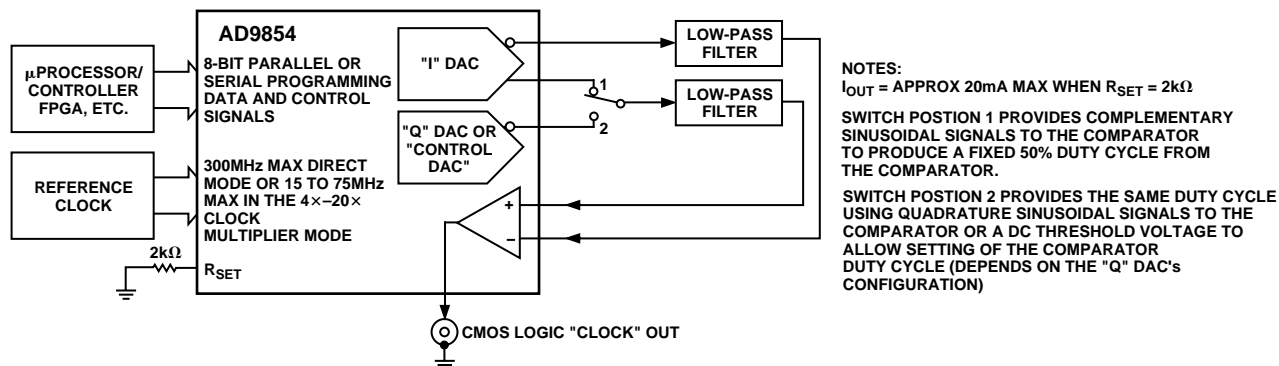 AD9854
µPROCESSOR/
CONTROLLER
FPGA, ETC.
8-BIT PARALLEL OR
SERIAL PROGRAMMING
DATA AND CONTROL
SIGNALS
REFERENCE
CLOCK
300MHz MAX DIRECT
MODE OR 15 TO 75MHz
MAX IN THE 4×–20×
CLOCK
MULTIPLIER MODE
2kΩ
RSET
"I" DAC
"Q" DAC OR
"CONTROL
DAC"
1
2
LOW-PASS
FILTER
LOW-PASS
FILTER
+
–
CMOS LOGIC "CLOCK" OUT
NOTES:
IOUT = APPROX 20mA MAX WHEN RSET = 2kΩ
SWITCH POSTION 1 PROVIDES COMPLEMENTARY
SINUSOIDAL SIGNALS TO THE COMPARATOR
TO PRODUCE A FIXED 50% DUTY CYCLE FROM
THE COMPARATOR.
SWITCH POSTION 2 PROVIDES THE SAME DUTY CYCLE
USING QUADRATURE SINUSOIDAL SIGNALS TO THE
COMPARATOR OR A DC THRESHOLD VOLTAGE TO
ALLOW SETTING OF THE COMPARATOR
DUTY CYCLE (DEPENDS ON THE "Q" DAC's
CONFIGURATION)